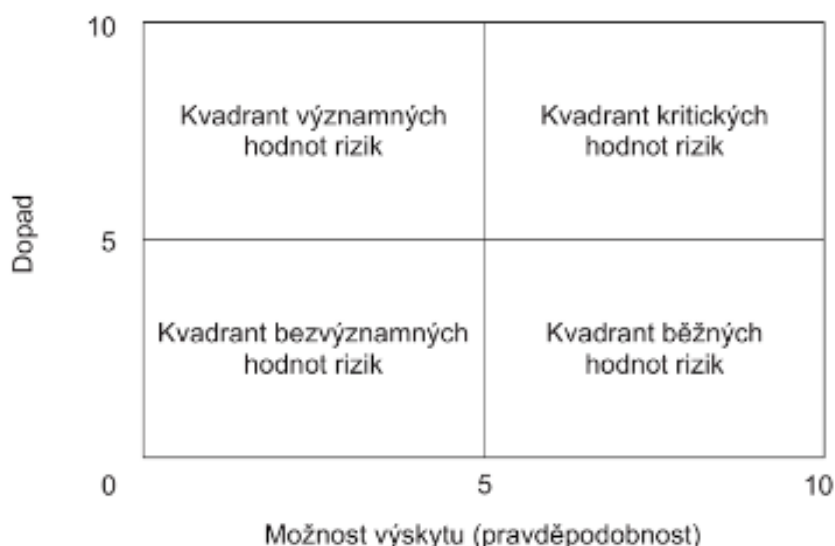 10
Kvadrant významných
hodnot rizik
Kvadrant kritických
hodnot rizik
Dopad
5
Kvadrant bezvýznamných
hodnot rizik
Kvadrant běžných
hodnot rizik
0
5
10
Možnost výskytu (pravděpodobnost)